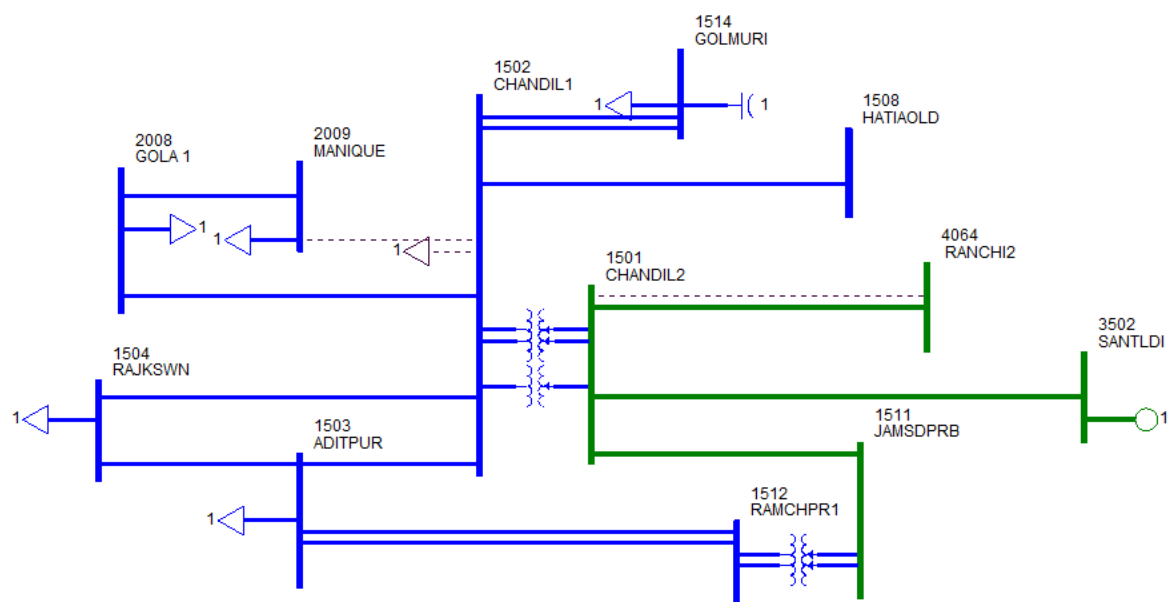 1514
GOLMURI
1502
CHANDIL1
1
1
1508
HATIAOLD
2009
MANIQUE
2008
GOLA 1
1
1
1
4064
RANCHI2
1501
CHANDIL2
3502
SANTLDI
1504
RAJKSWN
1
1
1511
JAMSDPRB
1503
ADITPUR
1512
RAMCHPR1
1